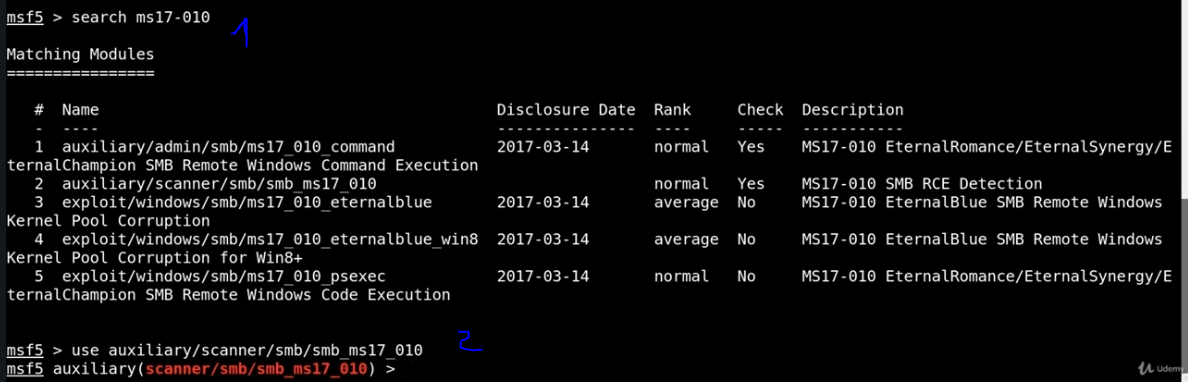 msf5 > search ms17-010
1
Matching Modules
================
#  Name                                      Disclosure Date  Rank     Check  Description
-  ----                                      ---------------  ----     -----  -----------
1  auxiliary/admin/smb/ms17_010_command      2017-03-14       normal   Yes    MS17-010 EternalRomance/EternalSynergy/E
ternalChampion SMB Remote Windows Command Execution
2  auxiliary/scanner/smb/smb_ms17_010                         normal   Yes    MS17-010 SMB RCE Detection
3  exploit/windows/smb/ms17_010_eternalblue  2017-03-14       average  No     MS17-010 EternalBlue SMB Remote Windows
Kernel Pool Corruption
4  exploit/windows/smb/ms17_010_eternalblue_win8  2017-03-14  average  No     MS17-010 EternalBlue SMB Remote Windows
Kernel Pool Corruption for Win8+
5  exploit/windows/smb/ms17_010_psexec       2017-03-14       normal   No     MS17-010 EternalRomance/EternalSynergy/E
ternalChampion SMB Remote Windows Code Execution
2
msf5 > use auxiliary/scanner/smb/smb_ms17_010
msf5 auxiliary(scanner/smb/smb_ms17_010) >
Udemy